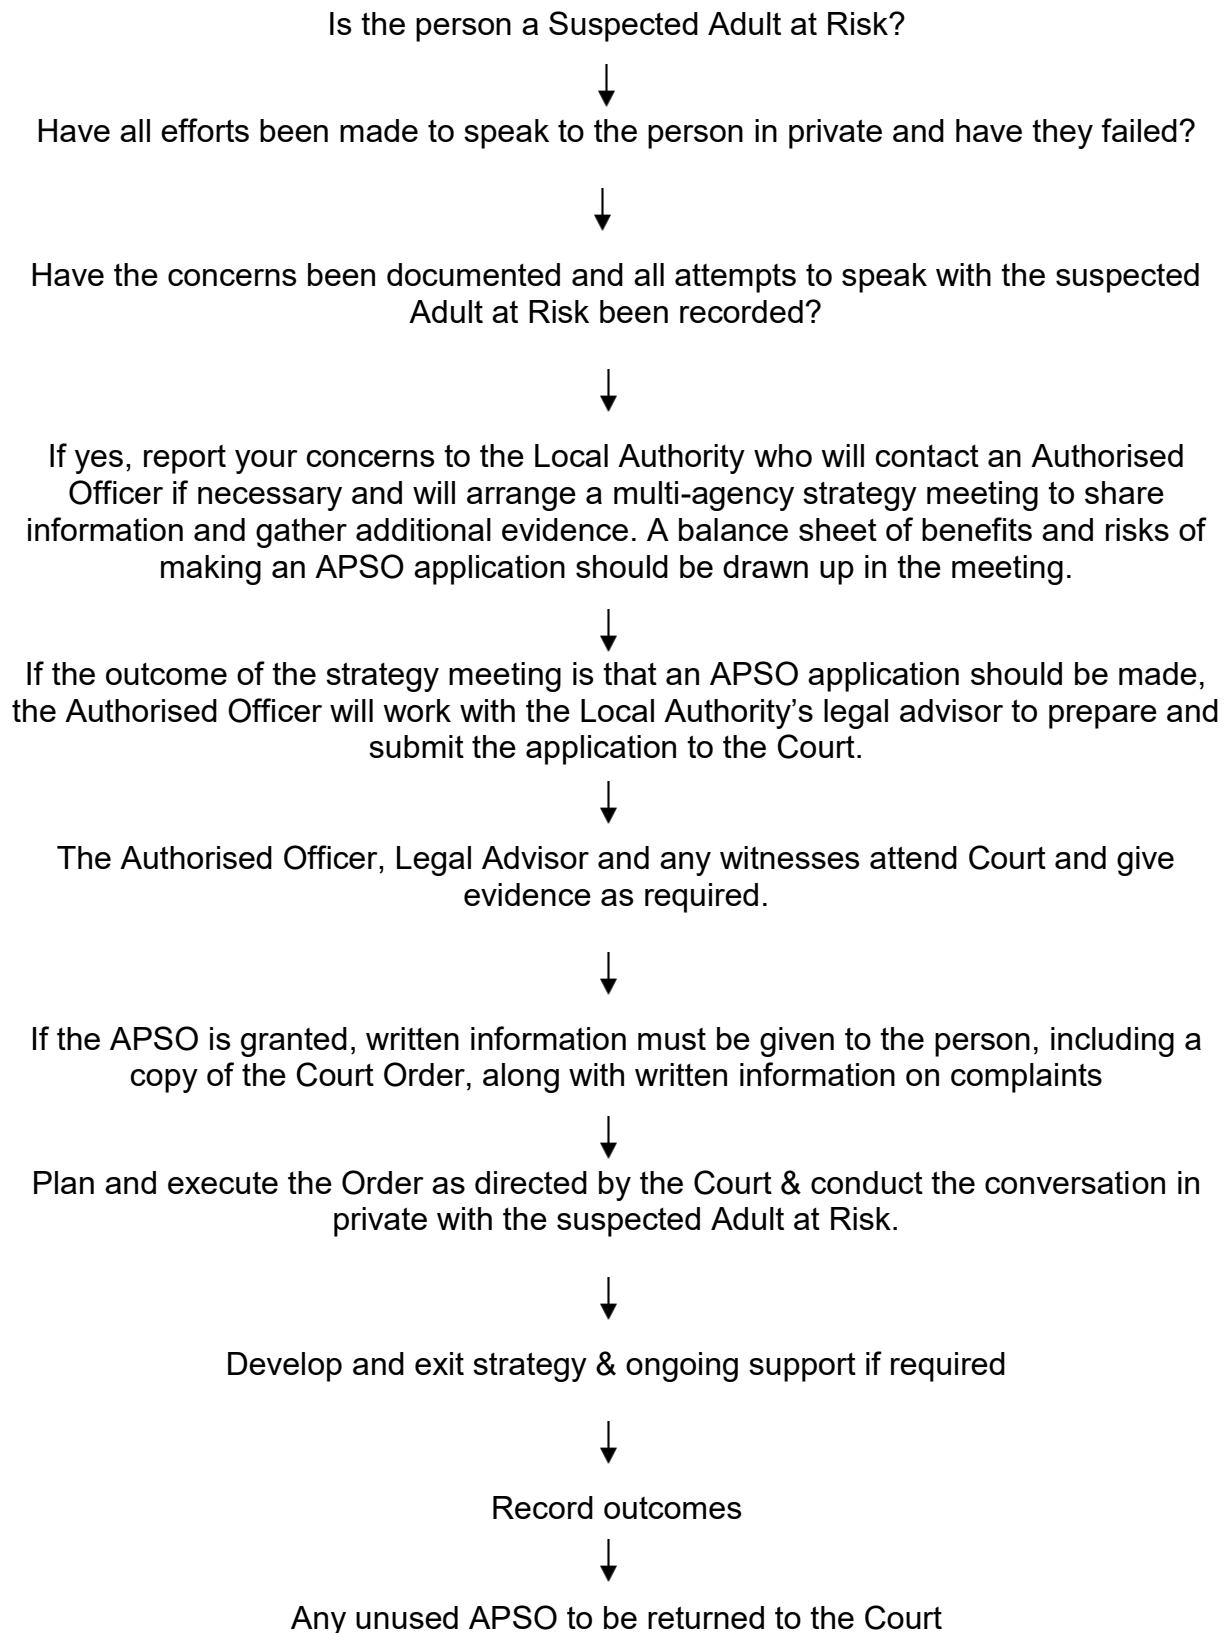 Is the person a Suspected Adult at Risk?
Have all efforts been made to speak to the person in private and have they failed?
Have the concerns been documented and all attempts to speak with the suspected
Adult at Risk been recorded?
If yes, report your concerns to the Local Authority who will contact an Authorised
Officer if necessary and will arrange a multi-agency strategy meeting to share
information and gather additional evidence. A balance sheet of benefits and risks of
making an APSO application should be drawn up in the meeting.
If the outcome of the strategy meeting is that an APSO application should be made,
the Authorised Officer will work with the Local Authority’s legal advisor to prepare and
submit the application to the Court.
The Authorised Officer, Legal Advisor and any witnesses attend Court and give
evidence as required.
If the APSO is granted, written information must be given to the person, including a
copy of the Court Order, along with written information on complaints
Plan and execute the Order as directed by the Court & conduct the conversation in
private with the suspected Adult at Risk.
Develop and exit strategy & ongoing support if required
Record outcomes
Any unused APSO to be returned to the Court